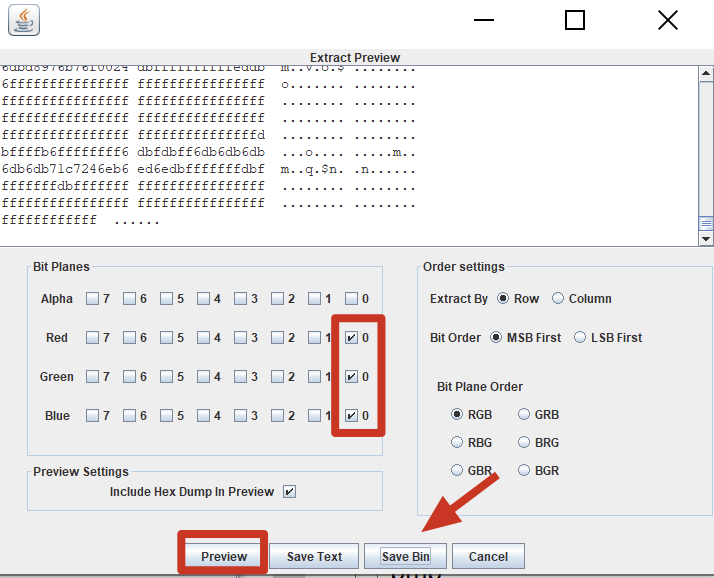 Extract Preview
6dbd8976b76f0024 dbffffffffffeddb m..v.o.$ ........
6fffffffffffffff ffffffffffffffff o....... ........
ffffffffffffffff ffffffffffffffff ........ ........
ffffffffffffffff ffffffffffffffff ........ ........
ffffffffffffffff fffffffffffffffd ........ ........
bffffb6ffffffff6 dbfdbff6db6db6db ...o.... .....m..
6db6db71c7246eb6 ed6edbfffffffdbf m..q.$n. .n......
fffffffdbfffffff ffffffffffffffff ........ ........
ffffffffffffffff ffffffffffffffff ........ ........
ffffffffffff ......
Bit Planes
Alpha 7 6 5 4 3 2 1 0
Red 7 6 5 4 3 2 1 0
Green 7 6 5 4 3 2 1 0
Blue 7 6 5 4 3 2 1 0
Preview Settings
Include Hex Dump In Preview
Order settings
Extract By Row Column
Bit Order MSB First LSB First
Bit Plane Order
RGB GRB
RBG BRG
GBR BGR
Preview Save Text Save Bin Cancel